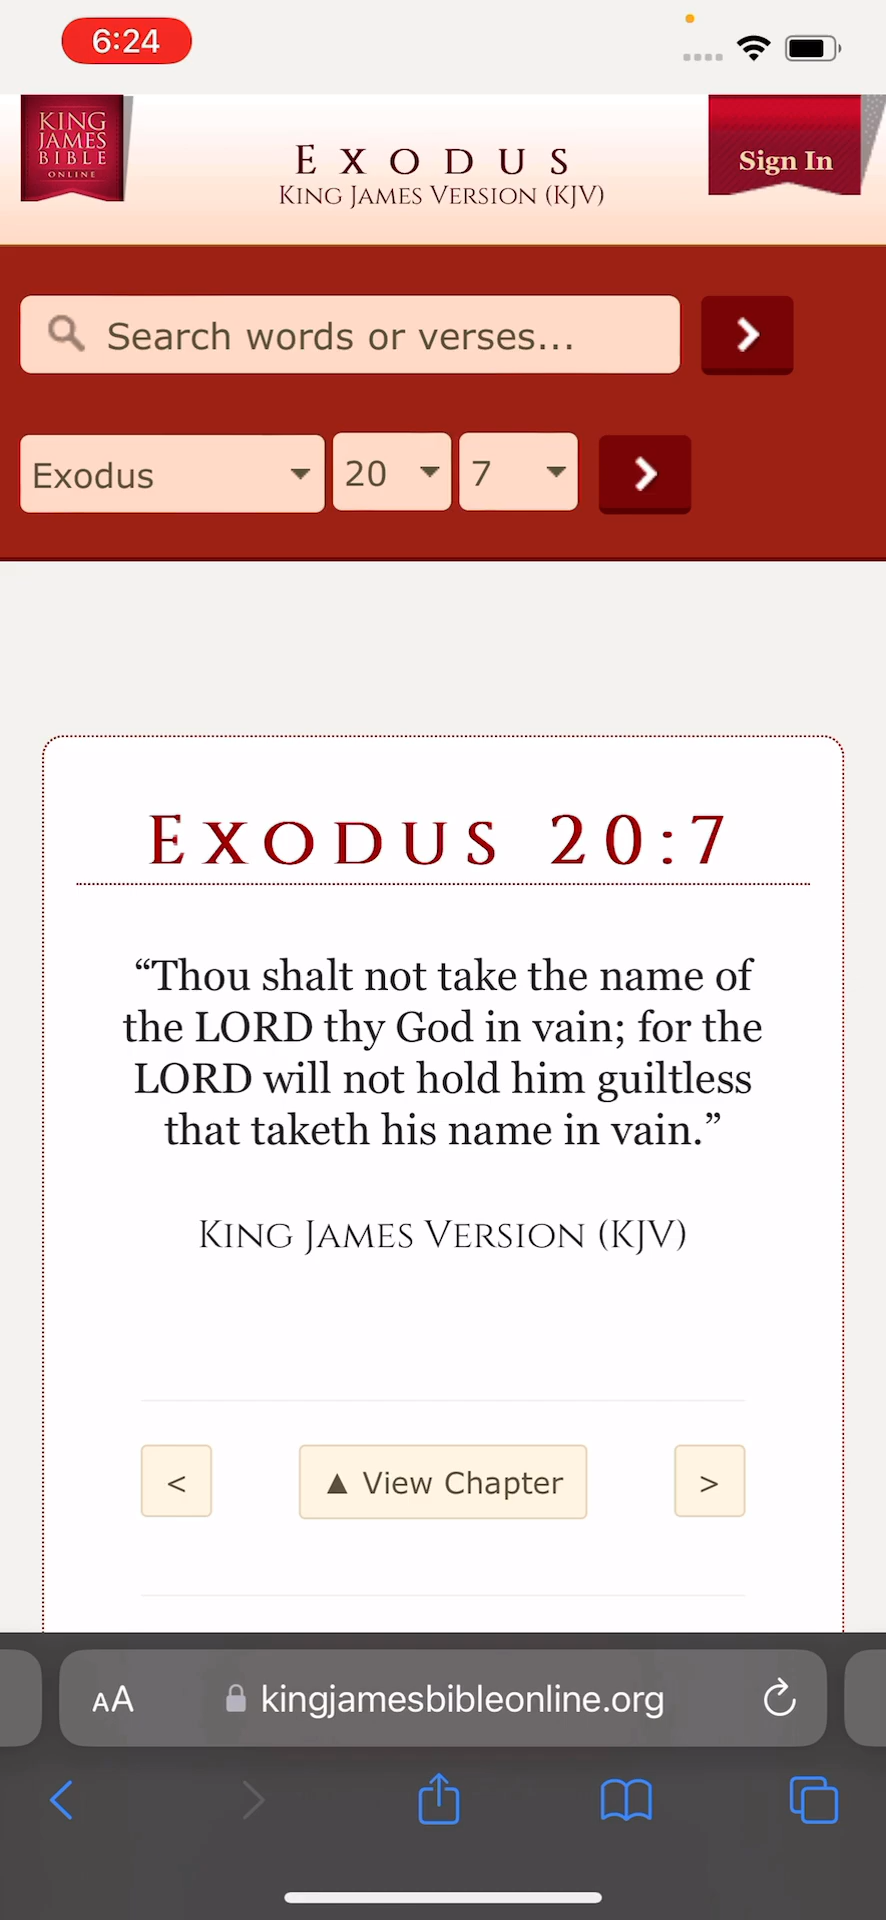 6:24
KING
JAMES
BIBLE
ONLINE
EXODUS
KING JAMES VERSION (KJV)
Sign In
Search words or verses...
Exodus 20 7
EXODUS 20:7
“Thou shalt not take the name of
the LORD thy God in vain; for the
LORD will not hold him guiltless
that taketh his name in vain.”
KING JAMES VERSION (KJV)
< ▲ View Chapter >
AA kingjamesbibleonline.org